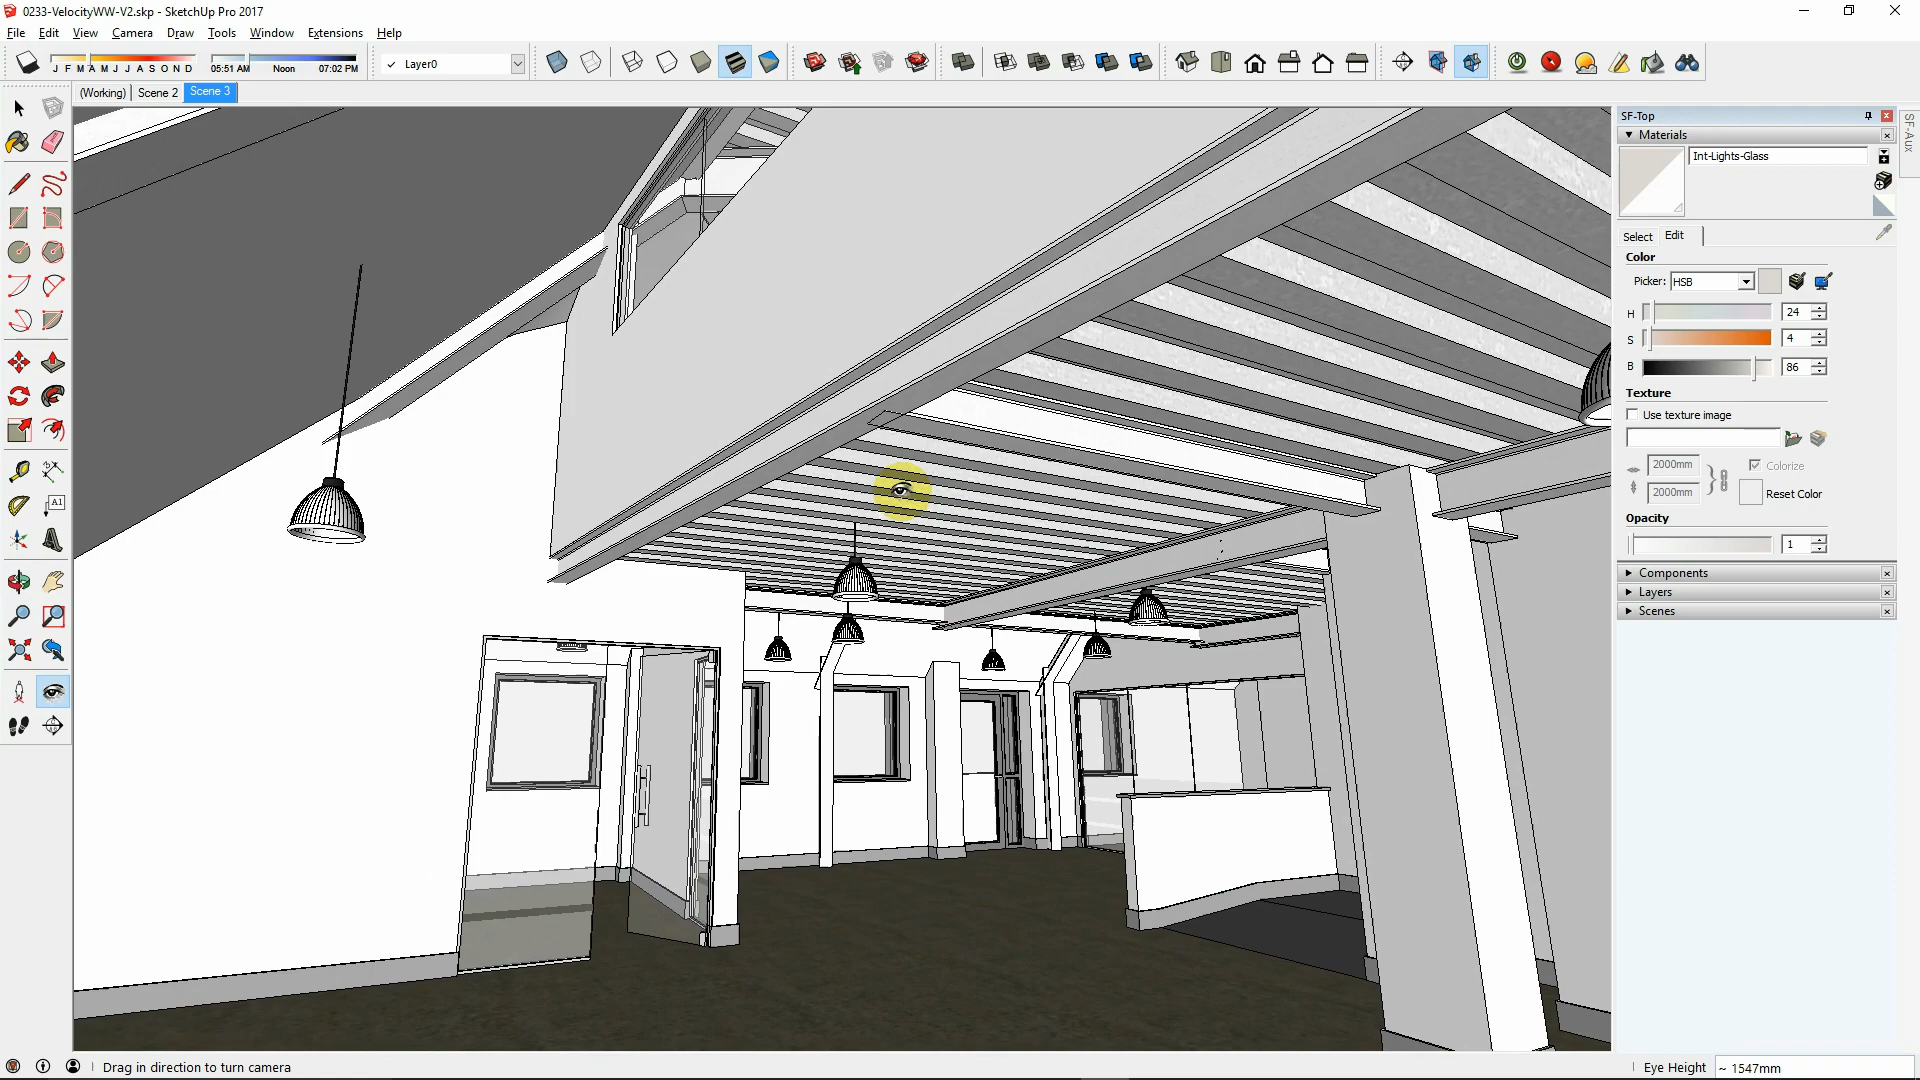 0233-VelocityWW-V2.skp - SketchUp Pro 2017
File Edit View Camera Draw Tools Window Extensions Help
J F M A M J J A S O N D
05:51 AM Noon 07:02 PM
✓ Layer0
(Working) Scene 2 Scene 3
SF-Top
SF-Aux
Materials
Int-Lights-Glass
Select Edit
Color
Picker: HSB
H 24
S 4
B 86
Texture
Use texture image
2000mm
Colorize
2000mm
Reset Color
Opacity
1
Components
Layers
Scenes
A1
Drag in direction to turn camera
Eye Height ~ 1547mm